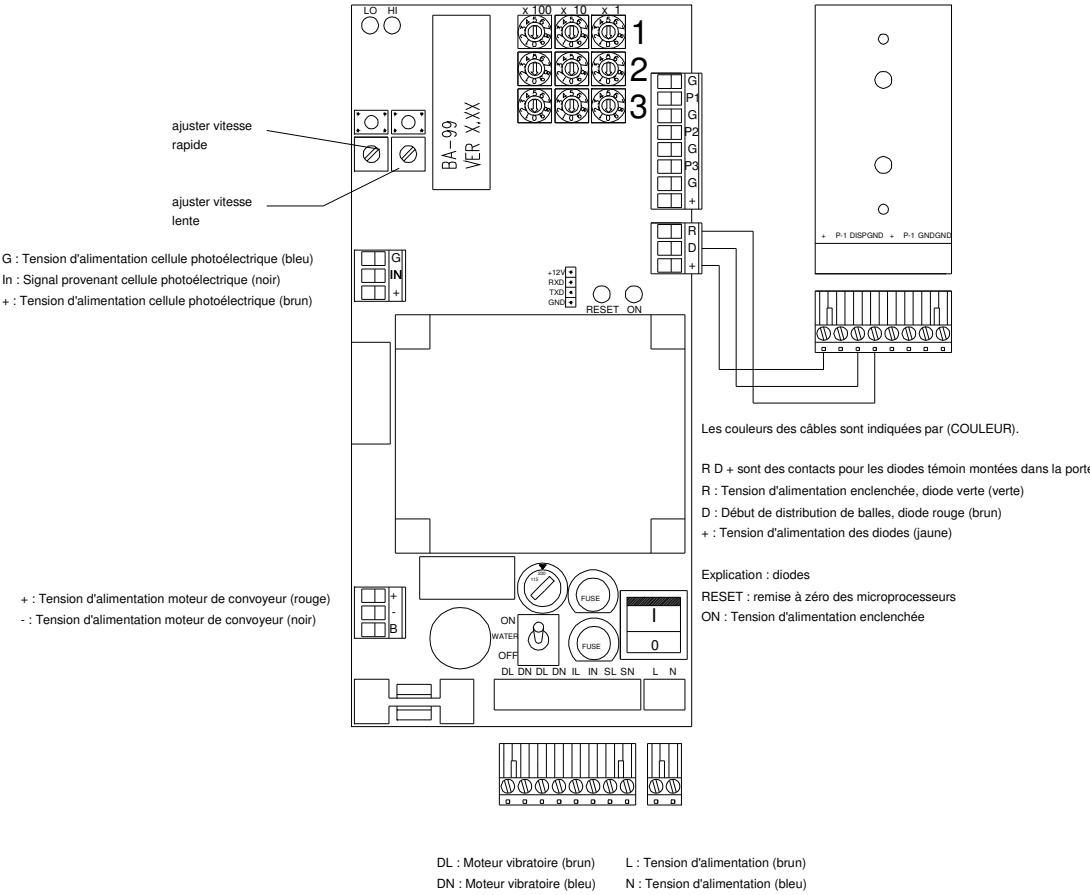 LO HI
x 100 x 10 x 1
1
2
3
BA-99
VER X.XX
ajuster vitesse
rapide
ajuster vitesse
lente
G
P1
G
P2
G
P3
G
+
R
D
+
+ P-1 DISPGND + P-1 GNDGND
G : Tension d'alimentation cellule photoélectrique (bleu)
In : Signal provenant cellule photoélectrique (noir)
+ : Tension d'alimentation cellule photoélectrique (brun)
G
IN
+
+12V
RXD
TXD
GND
RESET ON
Les couleurs des câbles sont indiquées par (COULEUR).
R D + sont des contacts pour les diodes témoin montées dans la porte
R : Tension d'alimentation enclenchée, diode verte (verte)
D : Début de distribution de balles, diode rouge (brun)
+ : Tension d'alimentation des diodes (jaune)
Explication : diodes
RESET : remise à zéro des microprocesseurs
ON : Tension d'alimentation enclenchée
+ : Tension d'alimentation moteur de convoyeur (rouge)
- : Tension d'alimentation moteur de convoyeur (noir)
+
-
B
230
115
FUSE
FUSE
ON
WATER
OFF
I
0
DL DN DL DN IL IN SL SN L N
DL : Moteur vibratoire (brun) L : Tension d'alimentation (brun)
DN : Moteur vibratoire (bleu) N : Tension d'alimentation (bleu)